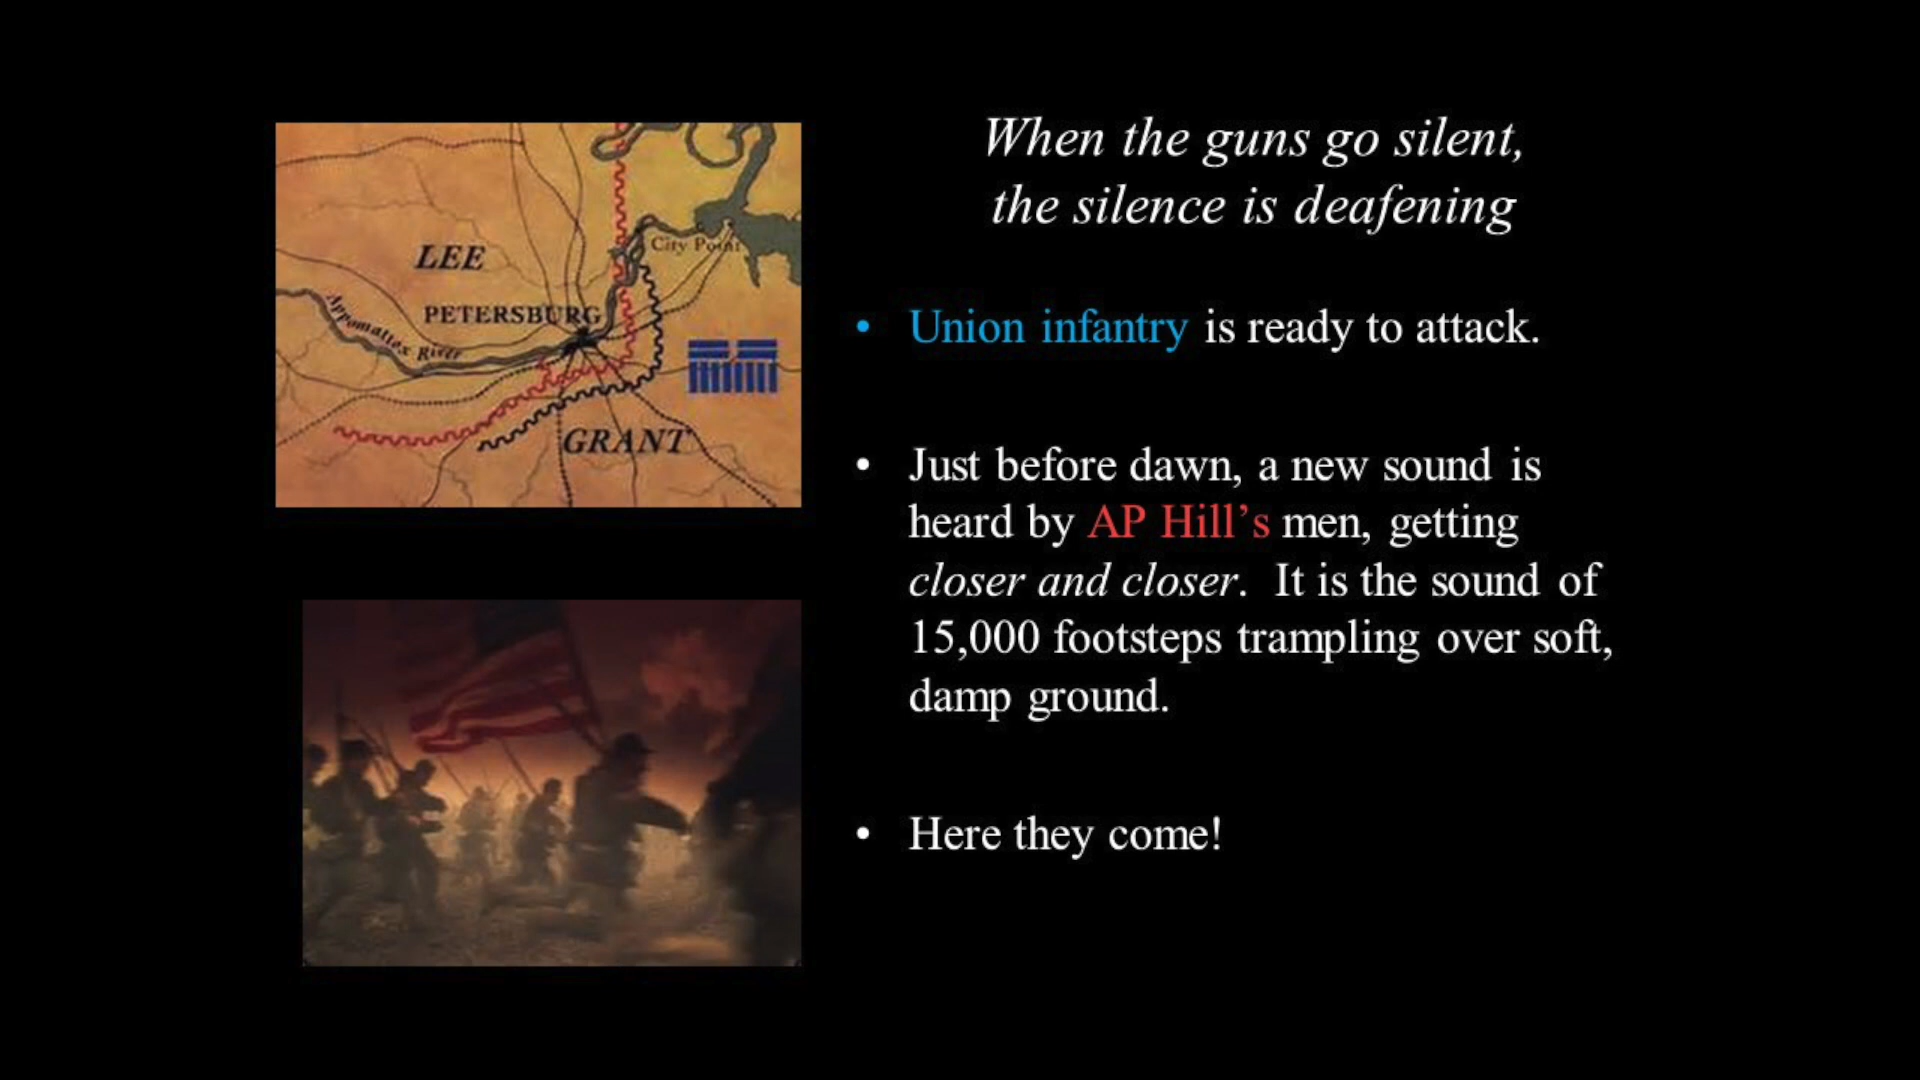 When the guns go silent,
the silence is deafening
LEE
City Point
PETERSBURG
Appomattox River
GRANT
• Union infantry is ready to attack.
• Just before dawn, a new sound is
heard by AP Hill’s men, getting
closer and closer. It is the sound of
15,000 footsteps trampling over soft,
damp ground.
• Here they come!